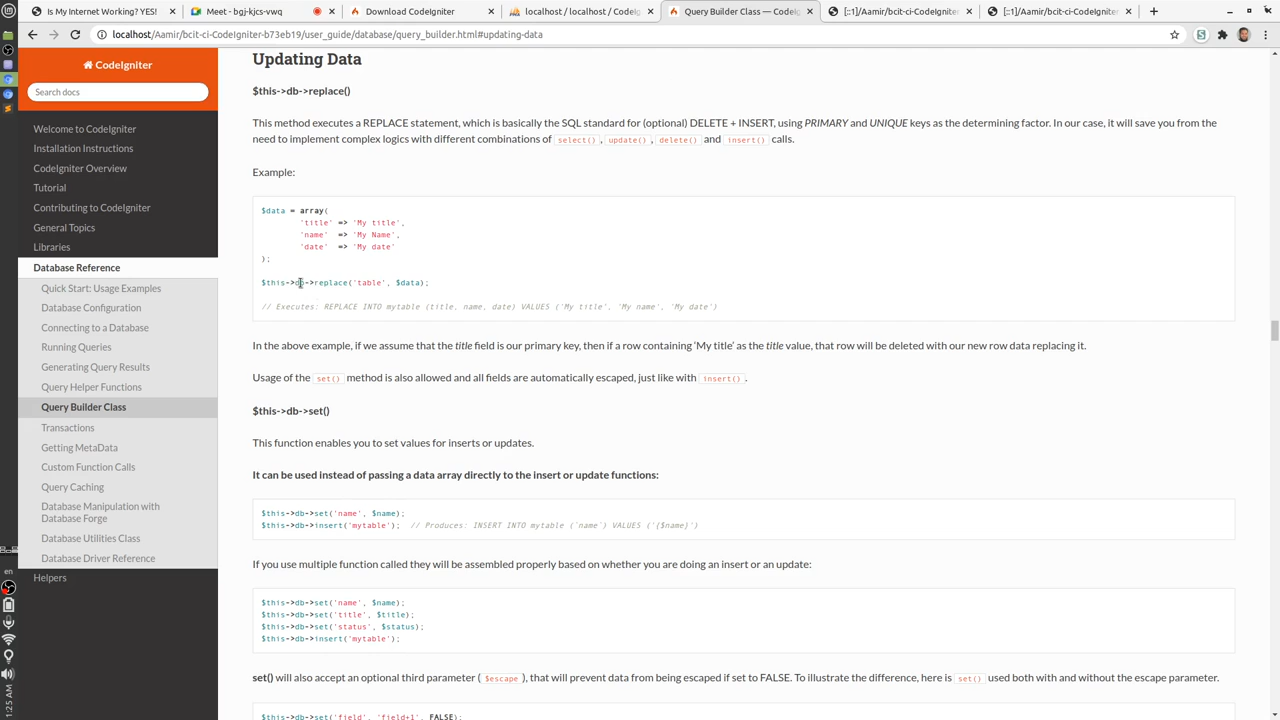 Is My Internet Working? YES!
Meet - bgj-kjcs-vwq
Download CodeIgniter
localhost / localhost / CodeIg
Query Builder Class — CodeIg
[::1]/Aamir/bcit-ci-CodeIgnite
[::1]/Aamir/bcit-ci-CodeIgnite
localhost/Aamir/bcit-ci-CodeIgniter-b73eb19/user_guide/database/query_builder.html#updating-data
CodeIgniter
Search docs
Welcome to CodeIgniter
Installation Instructions
CodeIgniter Overview
Tutorial
Contributing to CodeIgniter
General Topics
Libraries
Database Reference
Quick Start: Usage Examples
Database Configuration
Connecting to a Database
Running Queries
Generating Query Results
Query Helper Functions
Query Builder Class
Transactions
Getting MetaData
Custom Function Calls
Query Caching
Database Manipulation with
Database Forge
Database Utilities Class
Database Driver Reference
Helpers
en
1:25 AM
Updating Data
$this->db->replace()
This method executes a REPLACE statement, which is basically the SQL standard for (optional) DELETE + INSERT, using PRIMARY and UNIQUE keys as the determining factor. In our case, it will save you from the
need to implement complex logics with different combinations of select(), update(), delete() and insert() calls.
Example:
$data = array(
'title' => 'My title',
'name' => 'My Name',
'date' => 'My date'
);
$this->db->replace('table', $data);
// Executes: REPLACE INTO mytable (title, name, date) VALUES ('My title', 'My name', 'My date')
In the above example, if we assume that the title field is our primary key, then if a row containing ‘My title’ as the title value, that row will be deleted with our new row data replacing it.
Usage of the set() method is also allowed and all fields are automatically escaped, just like with insert().
$this->db->set()
This function enables you to set values for inserts or updates.
It can be used instead of passing a data array directly to the insert or update functions:
$this->db->set('name', $name);
$this->db->insert('mytable'); // Produces: INSERT INTO mytable (`name`) VALUES ('{$name}')
If you use multiple function called they will be assembled properly based on whether you are doing an insert or an update:
$this->db->set('name', $name);
$this->db->set('title', $title);
$this->db->set('status', $status);
$this->db->insert('mytable');
set() will also accept an optional third parameter ( $escape ), that will prevent data from being escaped if set to FALSE. To illustrate the difference, here is set() used both with and without the escape parameter.
$this->db->set('field', 'field+1', FALSE);